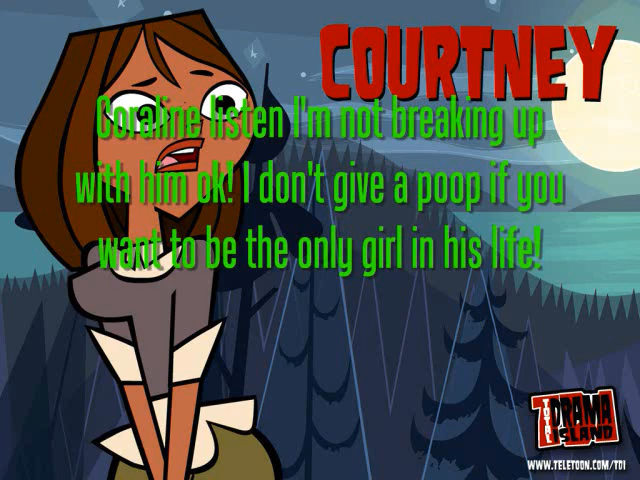 COURTNEY
Coraline listen I'm not breaking up
with him ok! I don't give a poop if you
want to be the only girl in his life!
TOTAL
DRAMA
ISLAND
WWW.TELETOON.COM/TDI